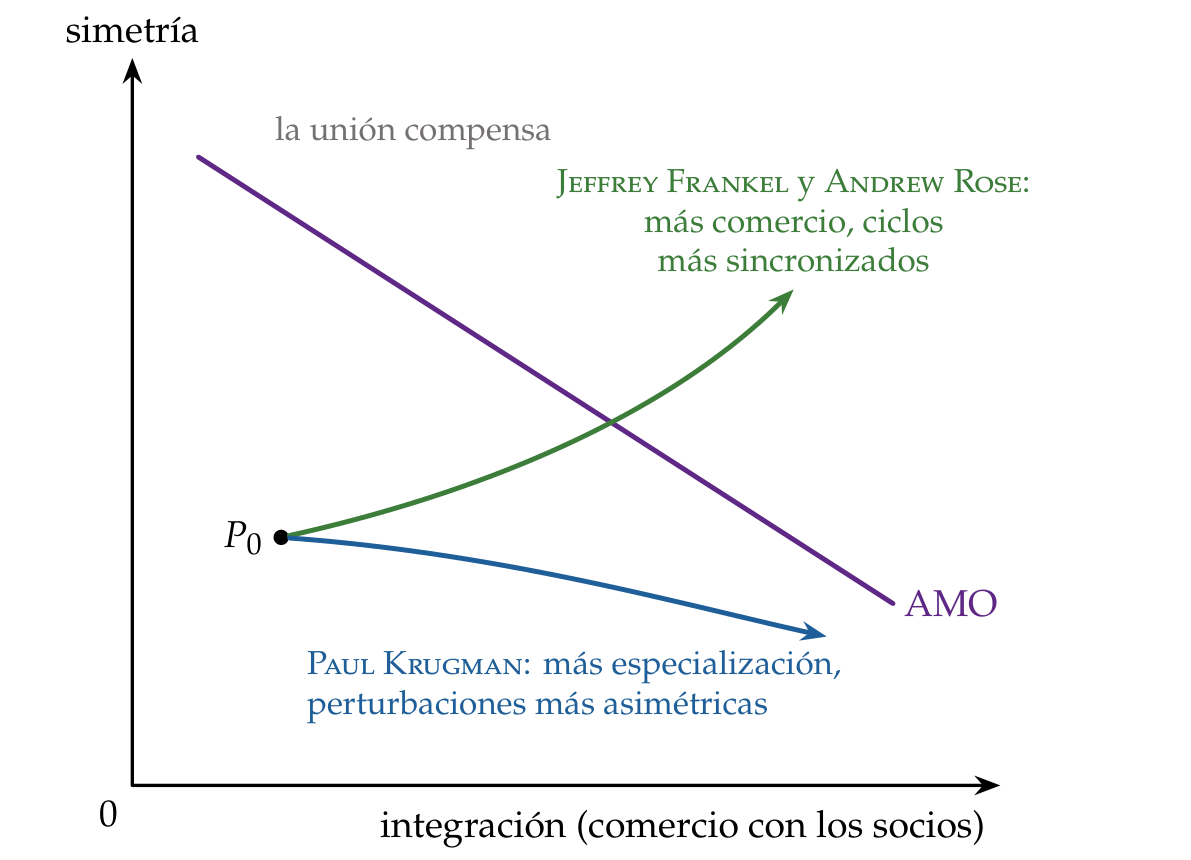 simetría
la unión compensa
Jeffrey Frankel y Andrew Rose:
más comercio, ciclos
más sincronizados
P0
AMO
Paul Krugman: más especialización,
perturbaciones más asimétricas
0
integración (comercio con los socios)